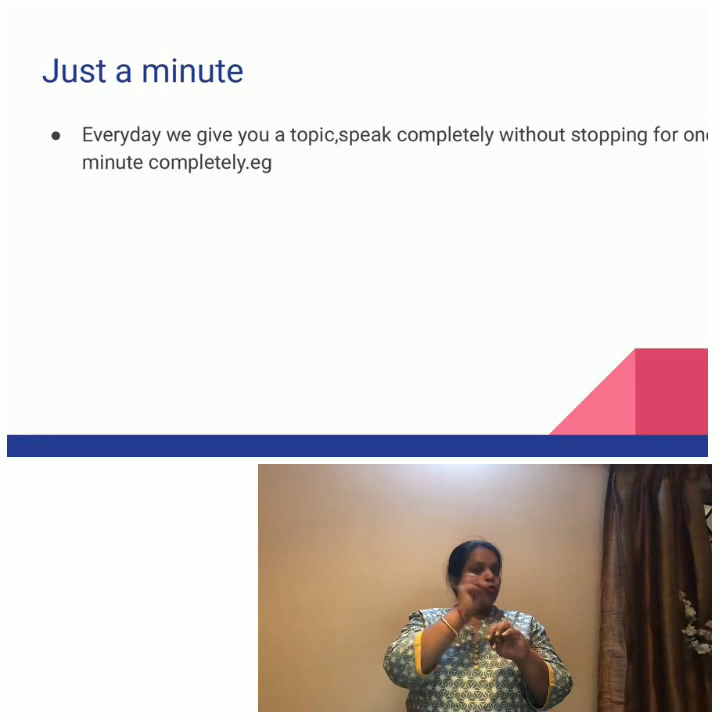 Just a minute
● Everyday we give you a topic,speak completely without stopping for
minute completely.eg